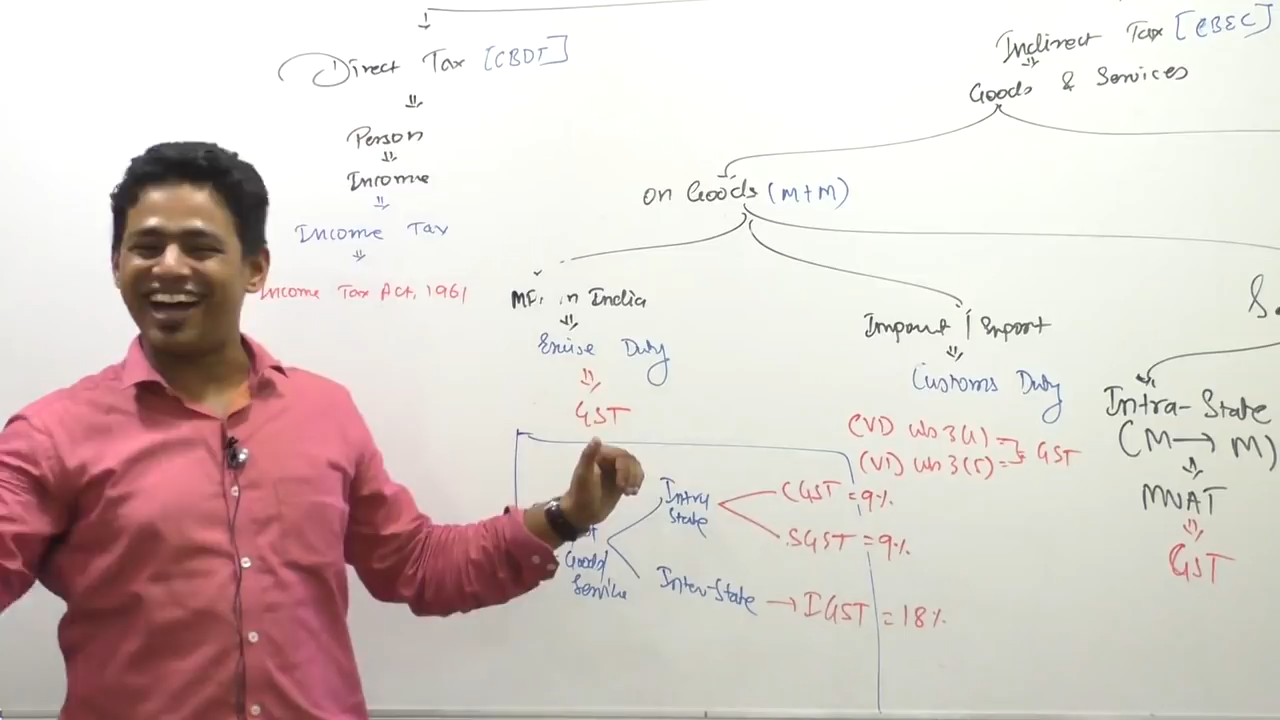 Direct Tax [CBDT]
Person
Income
Income Tax
Income Tax Act, 1961
Indirect Tax [CBEC]
Goods & Services
on Goods (M+M)
MF. in India
Excise Duty
GST
Import / Export
Customs Duty
CVD u/s 3(1) =
CVD u/s 3(5) =
GST
Intra State
CGST = 9%
SGST = 9%
Goods/
Service
Inter-State → IGST = 18%
S.
Intra-State
(M → M)
MVAT
GST